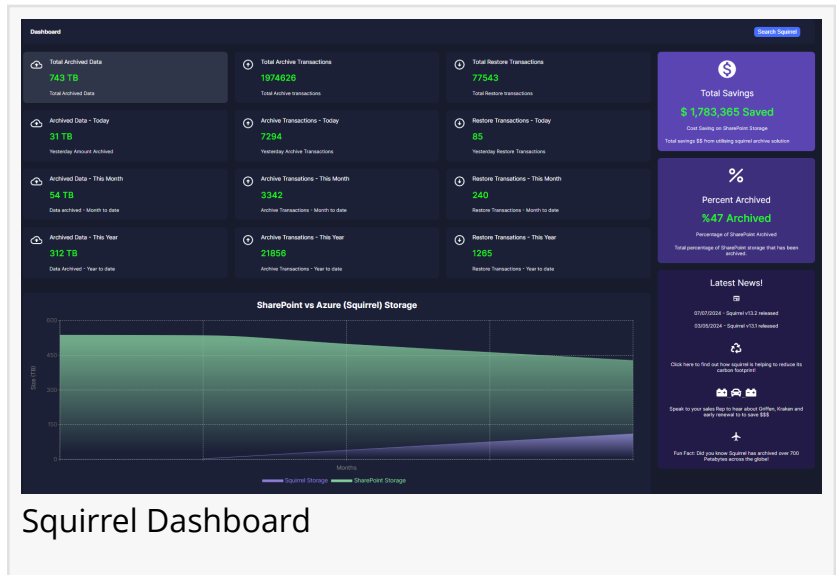 Dashboard
Search Squirrel
Total Archived Data
743 TB
Total Archived Data
Total Archive Transactions
1974626
Total Archive transactions
Total Restore Transactions
77543
Total Restore transactions
Archived Data - Today
31 TB
Yesterday Amount Archived
Archive Transactions - Today
7294
Yesterday Archive Transactions
Restore Transactions - Today
85
Yesterday Restore Transactions
Archived Data - This Month
54 TB
Data archived - Month to date
Archive Transations - This Month
3342
Archive Transactions - Month to date
Restore Transations - This Month
240
Restore Transactions - Month to date
Archived Data - This Year
312 TB
Data Archived - Year to date
Archive Transations - This Year
21856
Archive Transactions - Year to date
Restore Transations - This Year
1265
Restore Transactions - Year to date
Total Savings
$ 1,783,365 Saved
Cost Saving on SharePoint Storage
Total savings $$ from utilising squirrel archive solution
Percent Archived
%47 Archived
Percentage of SharePoint Archived
Total percentage of SharePoint storage that has been
archived.
Latest News!
07/07/2024 - Squirrel v13.2 released
03/05/2024 - Squirrel v13.1 released
Click here to find out how squirrel is helping to reduce its
carbon footprint!
Speak to your sales Rep to hear about Griffen, Kraken and
early renewal to to save $$$
Fun Fact: Did you know Squirrel has archived over 700
Petabytes across the globe!
SharePoint vs Azure (Squirrel) Storage
600
450
300
150
0
Size (TB)
Months
Squirrel Storage
SharePoint Storage
Squirrel Dashboard